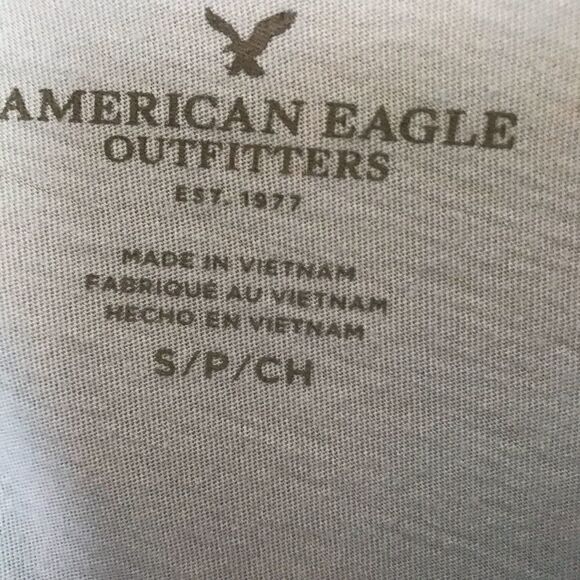 AMERICAN EAGLE
OUTFITTERS
EST. 1977
MADE IN VIETNAM
FABRIQUÉ AU VIETNAM
HECHO EN VIETNAM
S/P/CH